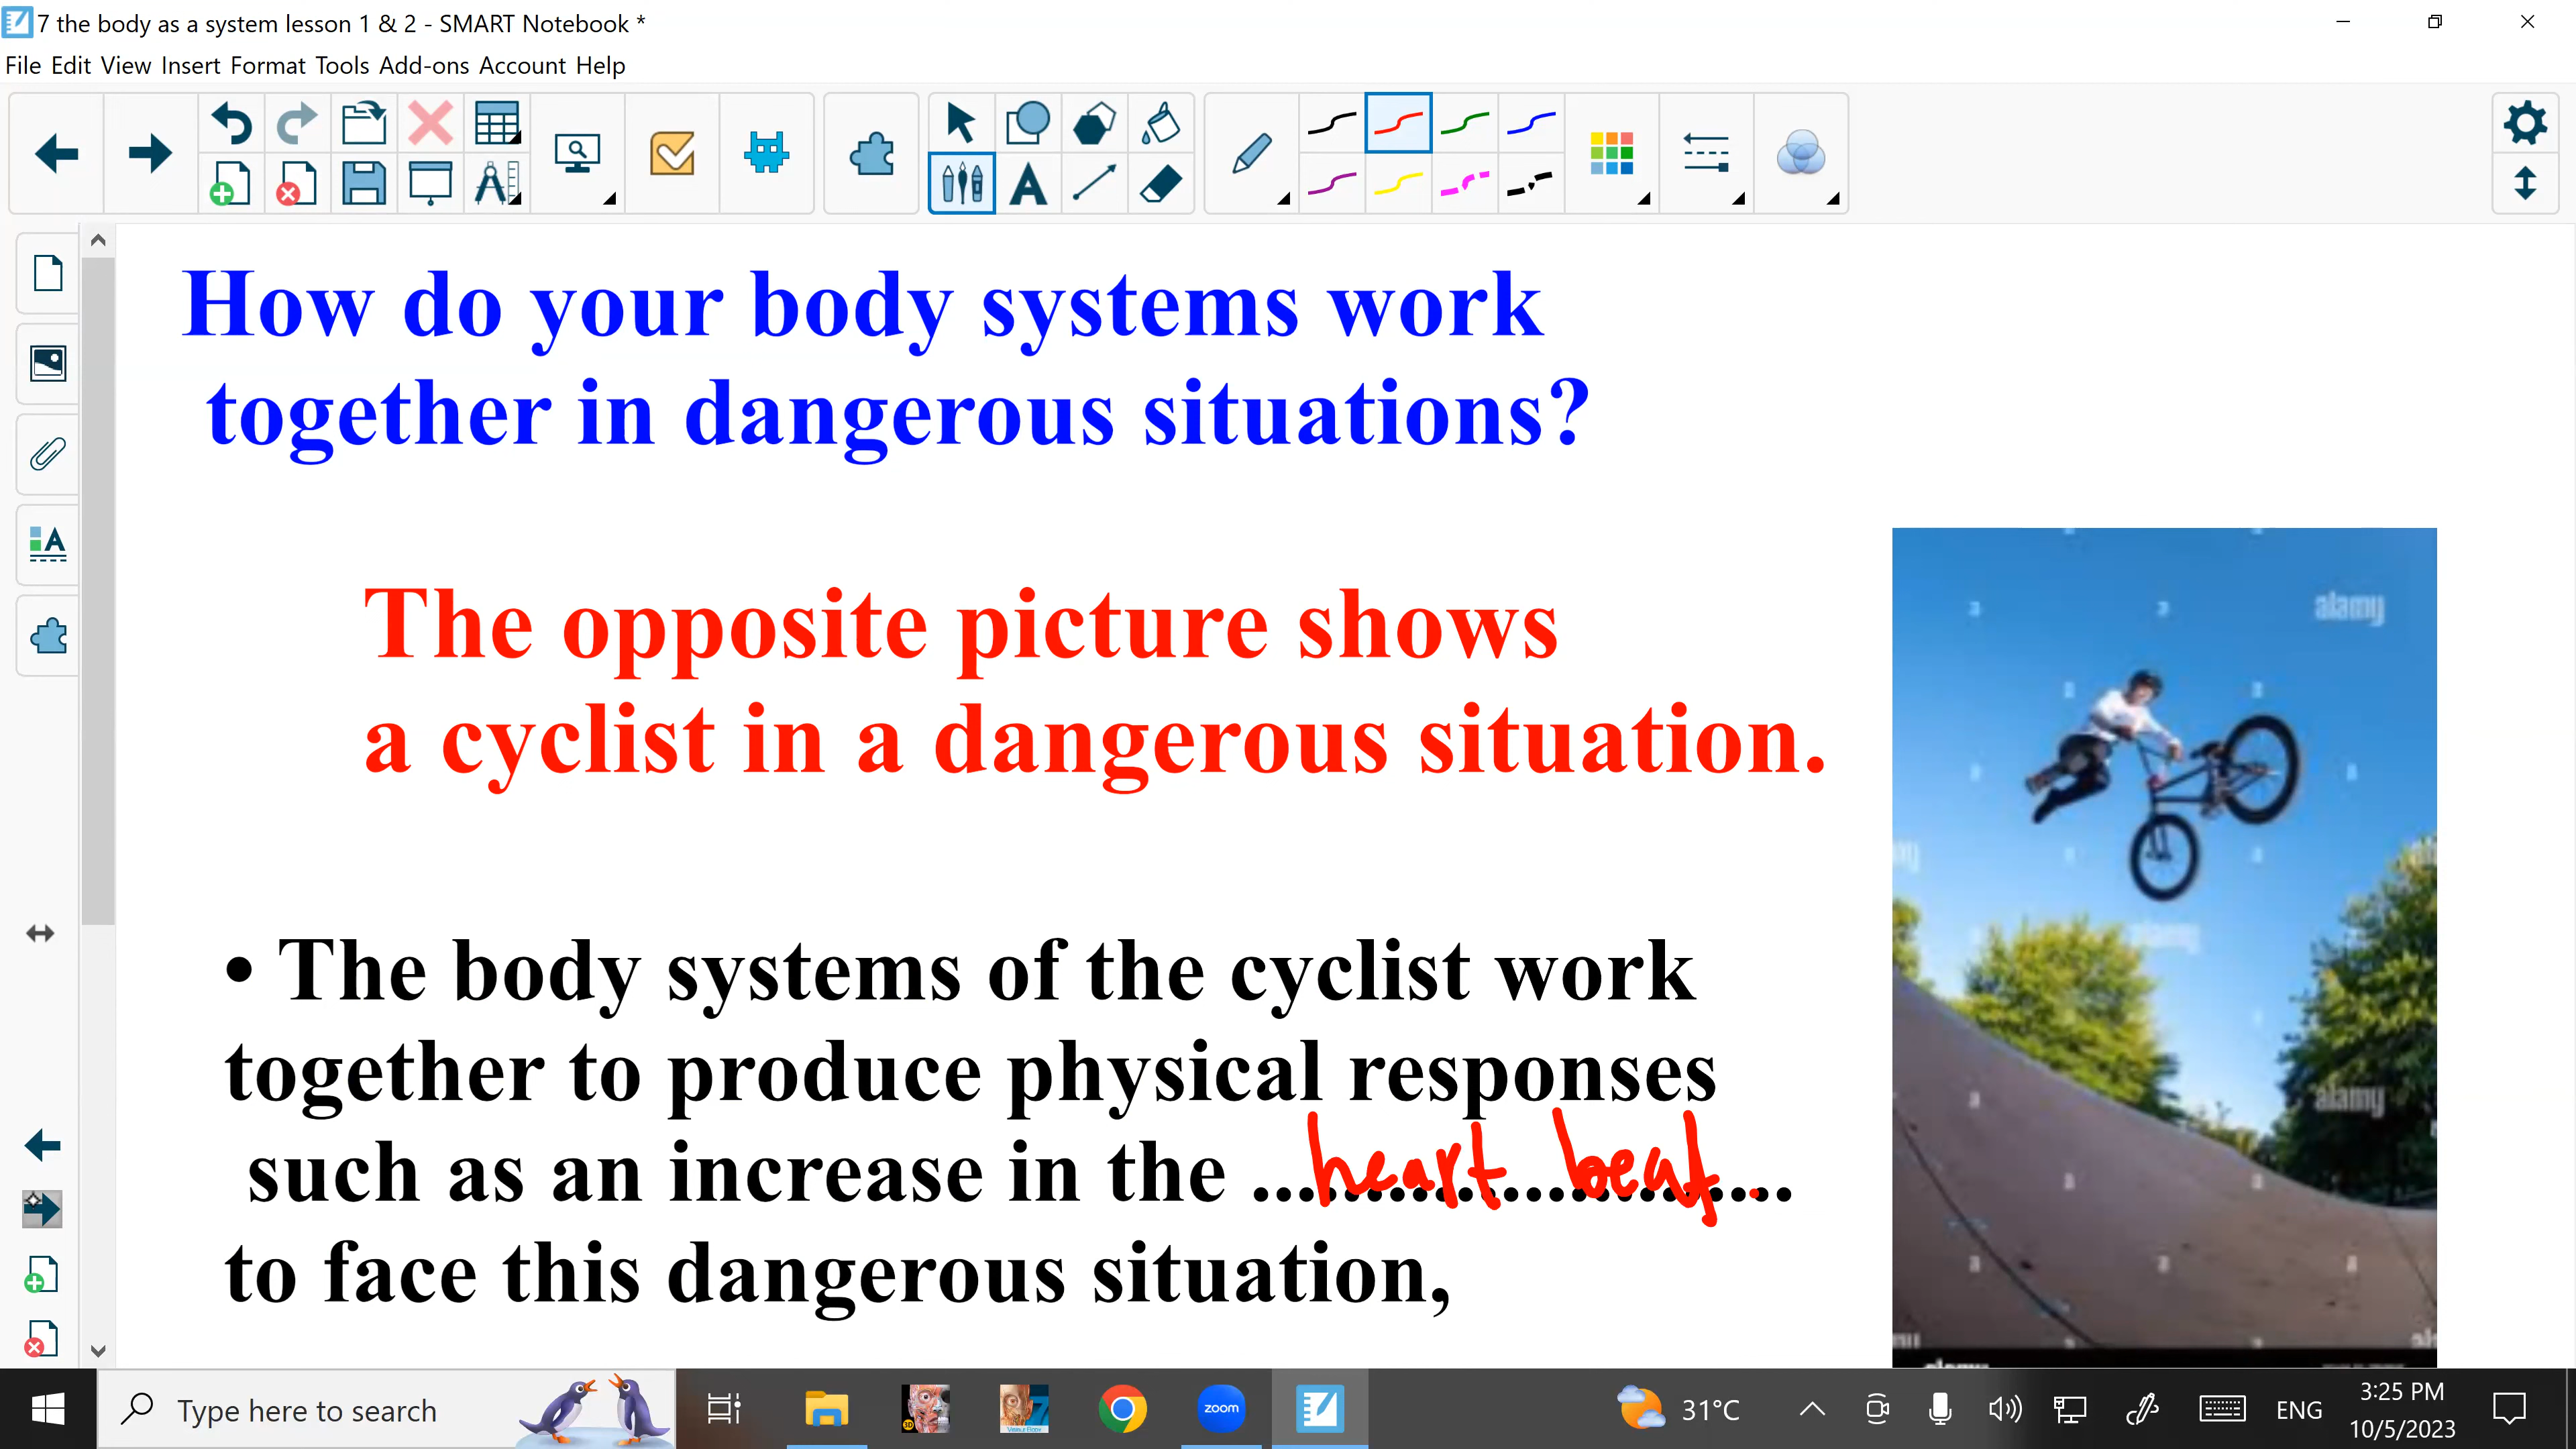 7 the body as a system lesson 1 & 2 - SMART Notebook *
File Edit View Insert Format Tools Add-ons Account Help
How do your body systems work
together in dangerous situations?
The opposite picture shows
a cyclist in a dangerous situation.
• The body systems of the cyclist work
together to produce physical responses
such as an increase in the ........................
heart beat.
to face this dangerous situation,
alamy
alamy
alamy
Type here to search
zoom
31°C
ENG
3:25 PM
10/5/2023